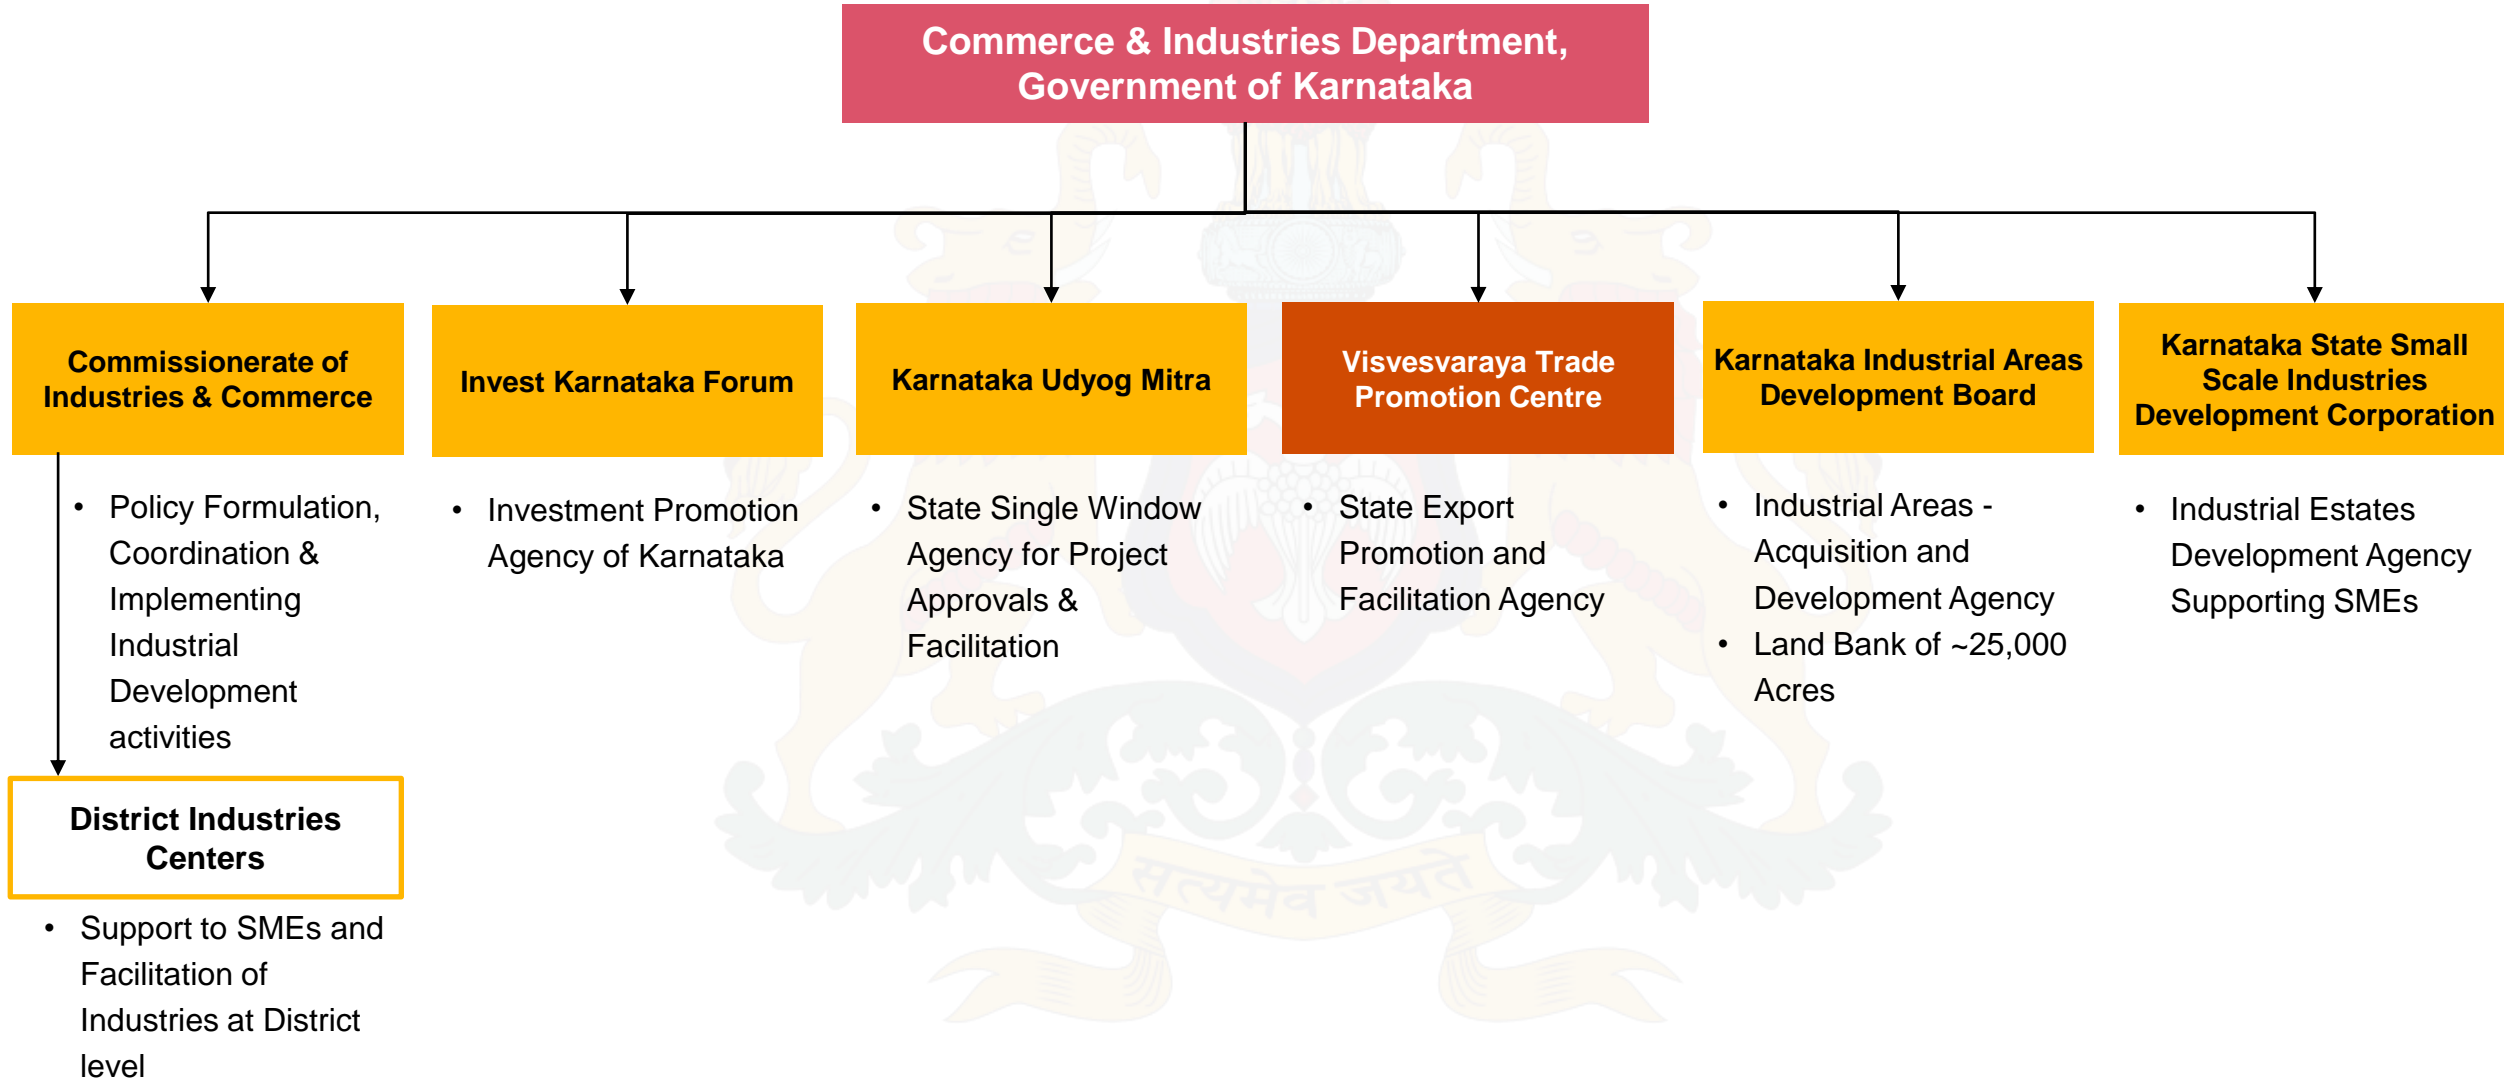 Commerce & Industries Department,
Government of Karnataka
Commissionerate of
Industries & Commerce
• Policy Formulation,
Coordination &
Implementing
Industrial
Development
activities
District Industries
Centers
• Support to SMEs and
Facilitation of
Industries at District
level
Invest Karnataka Forum
• Investment Promotion
Agency of Karnataka
Karnataka Udyog Mitra
• State Single Window
Agency for Project
Approvals &
Facilitation
Visvesvaraya Trade
Promotion Centre
• State Export
Promotion and
Facilitation Agency
Karnataka Industrial Areas
Development Board
• Industrial Areas -
Acquisition and
Development Agency
• Land Bank of ~25,000
Acres
Karnataka State Small
Scale Industries
Development Corporation
• Industrial Estates
Development Agency
Supporting SMEs
सत्यमेव जयते